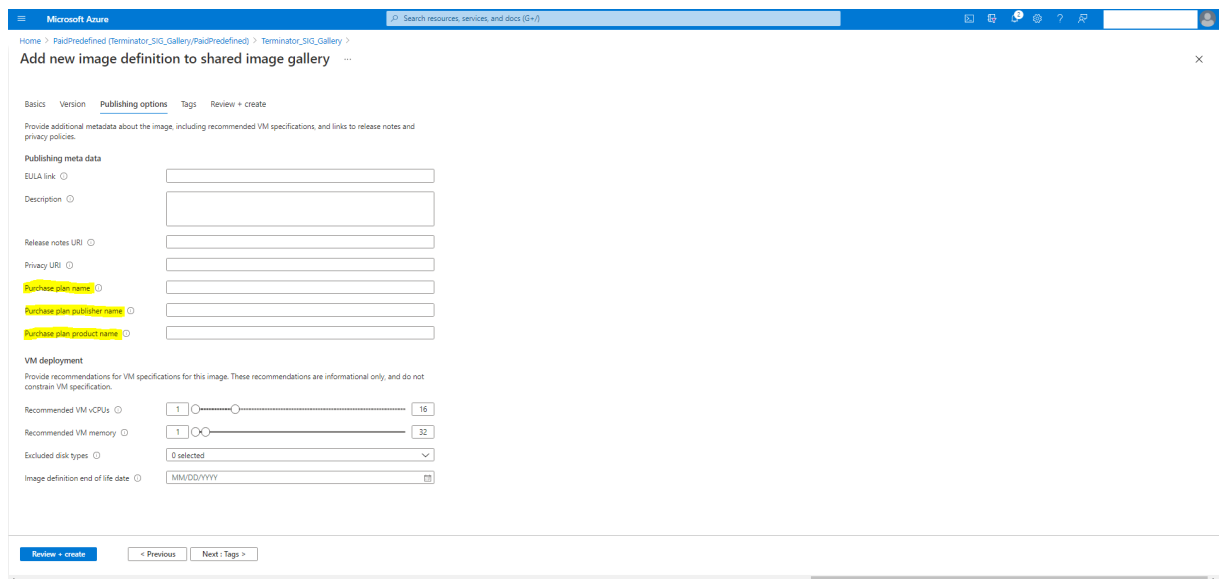 Microsoft Azure
Search resources, services, and docs (G+/)
2
Home > PaidPredefined (Terminator_SIG_Gallery/PaidPredefined) > Terminator_SIG_Gallery >
Add new image definition to shared image gallery ...
Basics Version Publishing options Tags Review + create
Provide additional metadata about the image, including recommended VM specifications, and links to release notes and
privacy policies.
Publishing meta data
EULA link
Description
Release notes URI
Privacy URI
Purchase plan name
Purchase plan publisher name
Purchase plan product name
VM deployment
Provide recommendations for VM specifications for this image. These recommendations are informational only, and do not
constrain VM specification.
Recommended VM vCPUs 1 16
Recommended VM memory 1 32
Excluded disk types 0 selected
Image definition end of life date MM/DD/YYYY
Review + create < Previous Next : Tags >